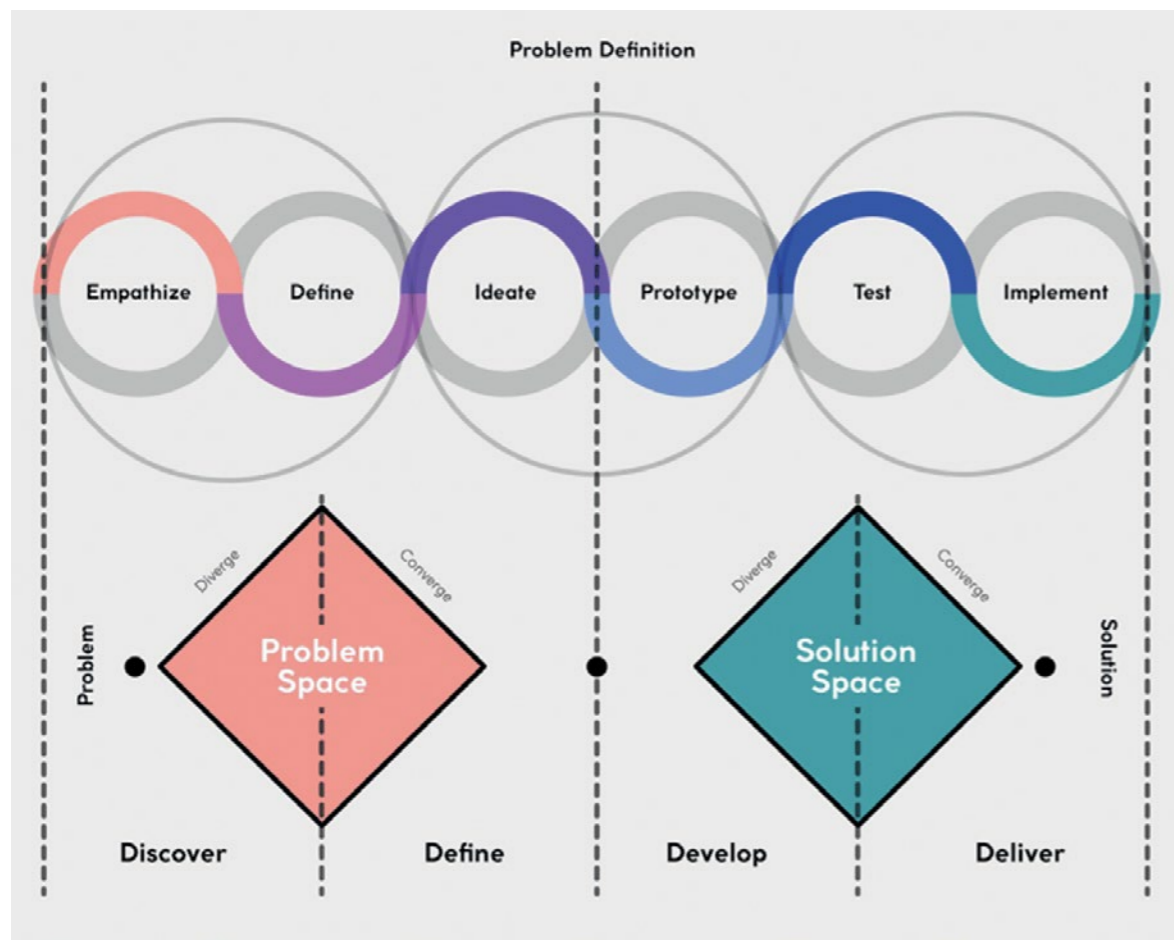 Problem Definition
Empathize
Define
Ideate
Prototype
Test
Implement
Diverge
Converge
Diverge
Converge
Problem
Problem
Space
Solution
Space
Solution
Discover
Define
Develop
Deliver